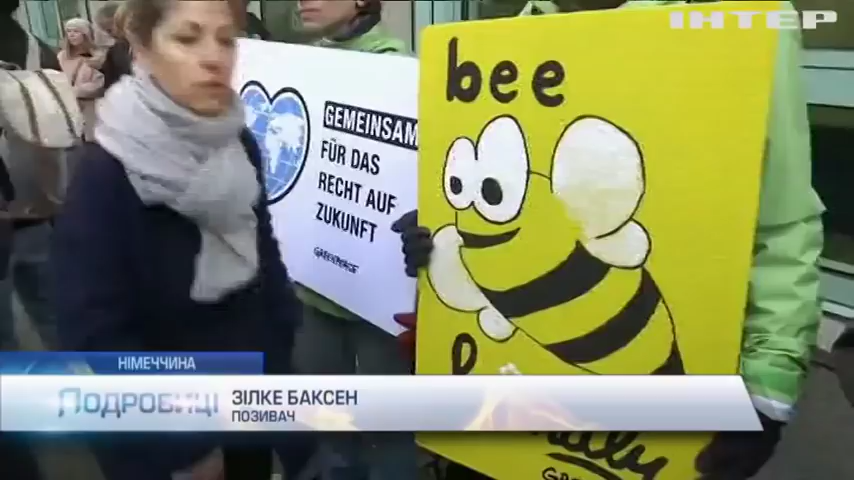 ІНТЕР
bee
GEMEINSAM
FÜR DAS
RECHT AUF
ZUKUNFT
GREENPEACE
НІМЕЧЧИНА
Подробиці
ЗІЛКЕ БАКСЕН
ПОЗИВАЧ